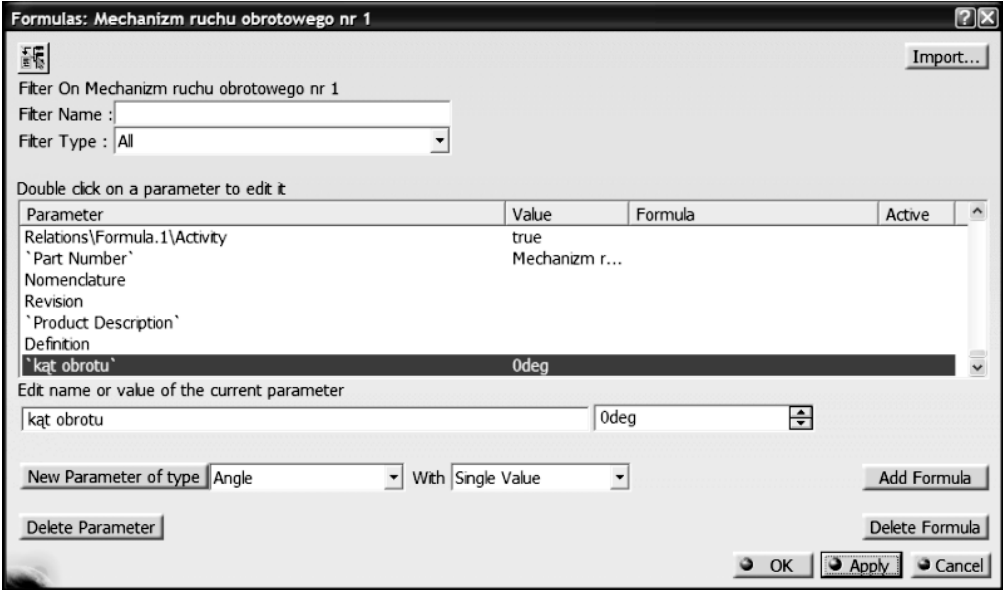 Formulas: Mechanizm ruchu obrotowego nr 1
Import...
Filter On Mechanizm ruchu obrotowego nr 1
Filter Name :
Filter Type : All
Double click on a parameter to edit it
Parameter Value Formula Active
Relations\Formula.1\Activity true
`Part Number` Mechanizm r...
Nomenclature
Revision
`Product Description`
Definition
`kąt obrotu` 0deg
Edit name or value of the current parameter
kąt obrotu 0deg
New Parameter of type Angle With Single Value Add Formula
Delete Parameter Delete Formula
OK Apply Cancel